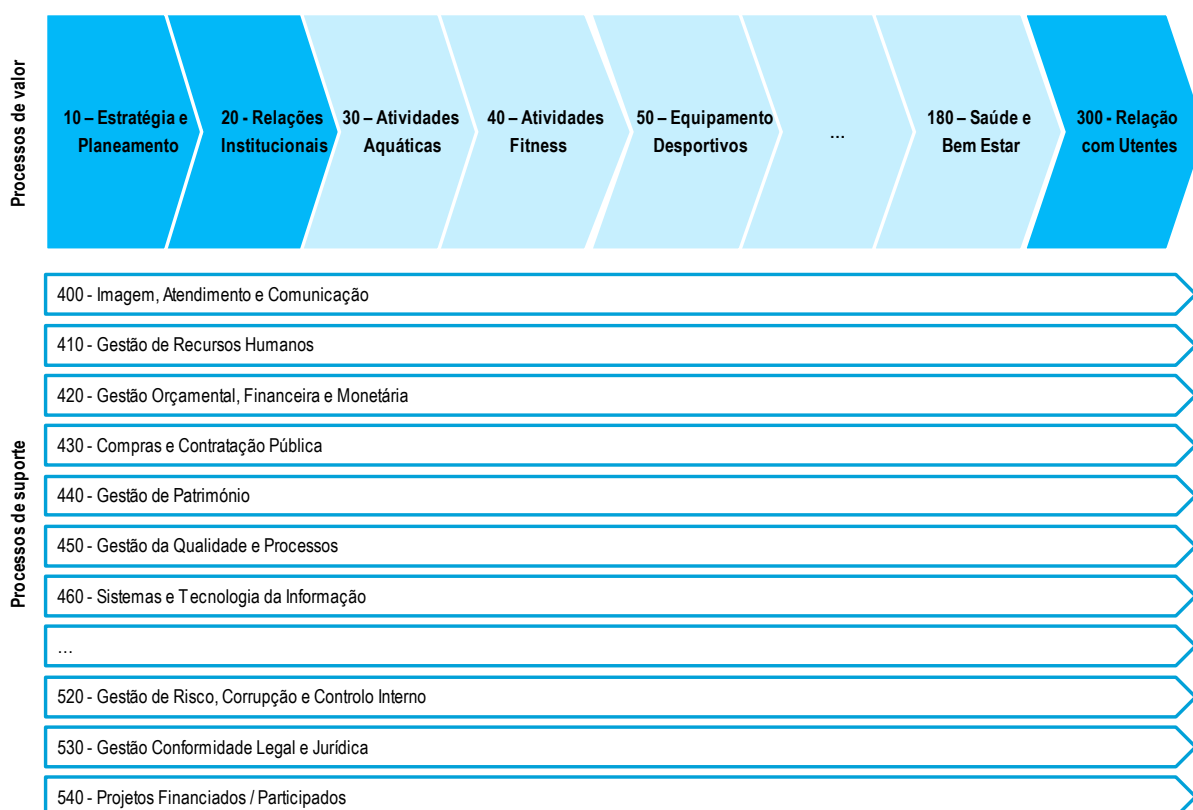 Processos de valor
10 – Estratégia e
Planeamento
20 - Relações
Institucionais
30 – Atividades
Aquáticas
40 – Atividades
Fitness
50 – Equipamento
Desportivos
...
180 – Saúde e
Bem Estar
300 - Relação
com Utentes
Processos de suporte
400 - Imagem, Atendimento e Comunicação
410 - Gestão de Recursos Humanos
420 - Gestão Orçamental, Financeira e Monetária
430 - Compras e Contratação Pública
440 - Gestão de Património
450 - Gestão da Qualidade e Processos
460 - Sistemas e Tecnologia da Informação
...
520 - Gestão de Risco, Corrupção e Controlo Interno
530 - Gestão Conformidade Legal e Jurídica
540 - Projetos Financiados / Participados